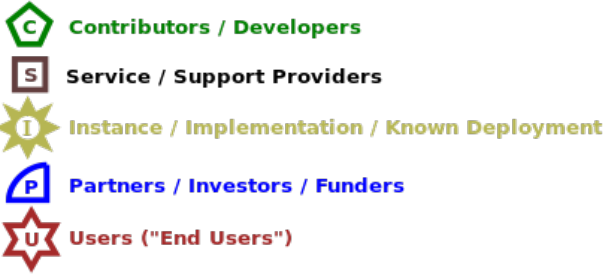 C Contributors / Developers
S Service / Support Providers
I Instance / Implementation / Known Deployment
P Partners / Investors / Funders
U Users ("End Users")